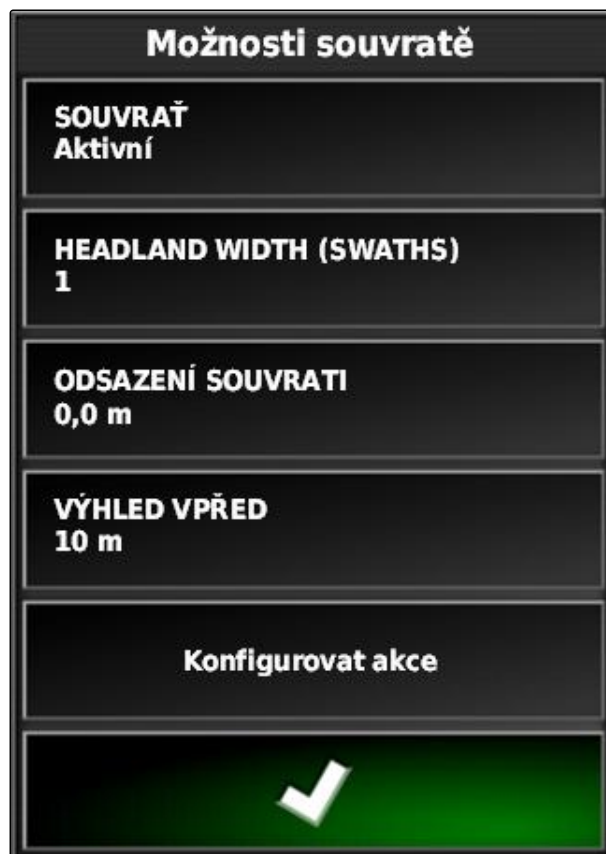 Možnosti souvratě
SOUVRAŤ
Aktivní
HEADLAND WIDTH (SWATHS)
1
ODSAZENÍ SOUVRATI
0,0 m
VÝHLED VPŘED
10 m
Konfigurovat akce